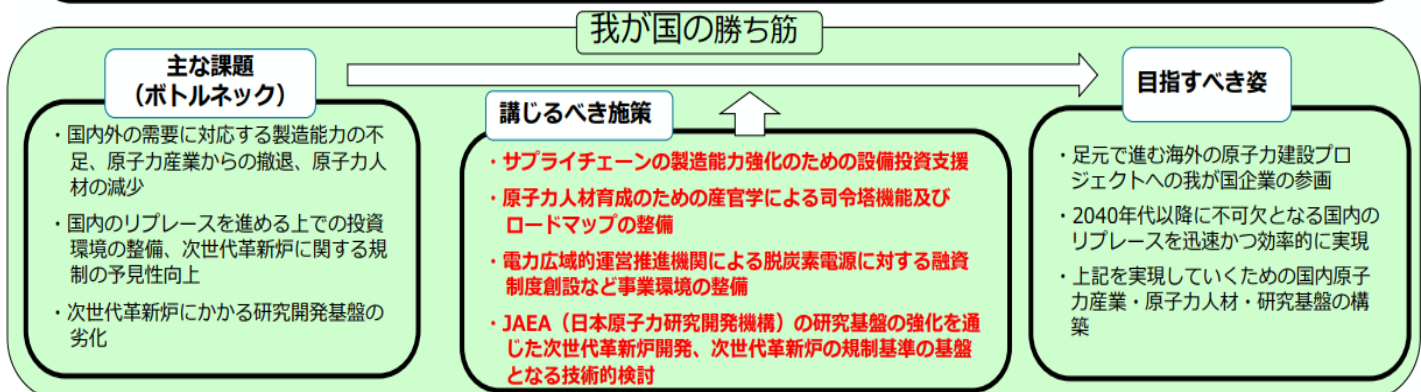 我が国の勝ち筋
主な課題
（ボトルネック）
・国内外の需要に対応する製造能力の不
足、原子力産業からの撤退、原子力人
材の減少
・国内のリプレースを進める上での投資
環境の整備、次世代革新炉に関する規
制の予見性向上
・次世代革新炉にかかる研究開発基盤の
劣化
講じるべき施策
・サプライチェーンの製造能力強化のための設備投資支援
・原子力人材育成のための産官学による司令塔機能及び
ロードマップの整備
・電力広域的運営推進機関による脱炭素電源に対する融資
制度創設など事業環境の整備
・JAEA（日本原子力研究開発機構）の研究基盤の強化を通
じた次世代革新炉開発、次世代革新炉の規制基準の基盤
となる技術的検討
目指すべき姿
・足元で進む海外の原子力建設プロ
ジェクトへの我が国企業の参画
・2040年代以降に不可欠となる国内の
リプレースを迅速かつ効率的に実現
・上記を実現していくための国内原子
力産業・原子力人材・研究基盤の構
築